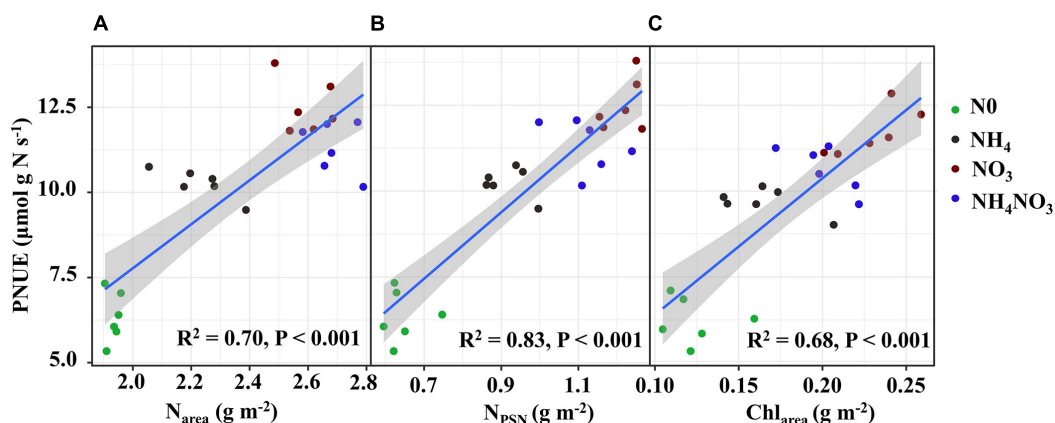 A B C
PNUE (μmol g N s⁻¹)
12.5
10.0
7.5
5.0
R² = 0.70, P < 0.001
R² = 0.83, P < 0.001
R² = 0.68, P < 0.001
N0
NH₄
NO₃
NH₄NO₃
2.0 2.2 2.4 2.6 2.8 0.7 0.9 1.1 0.10 0.15 0.20 0.25
N_area (g m⁻²) N_PSN (g m⁻²) Chl_area (g m⁻²)